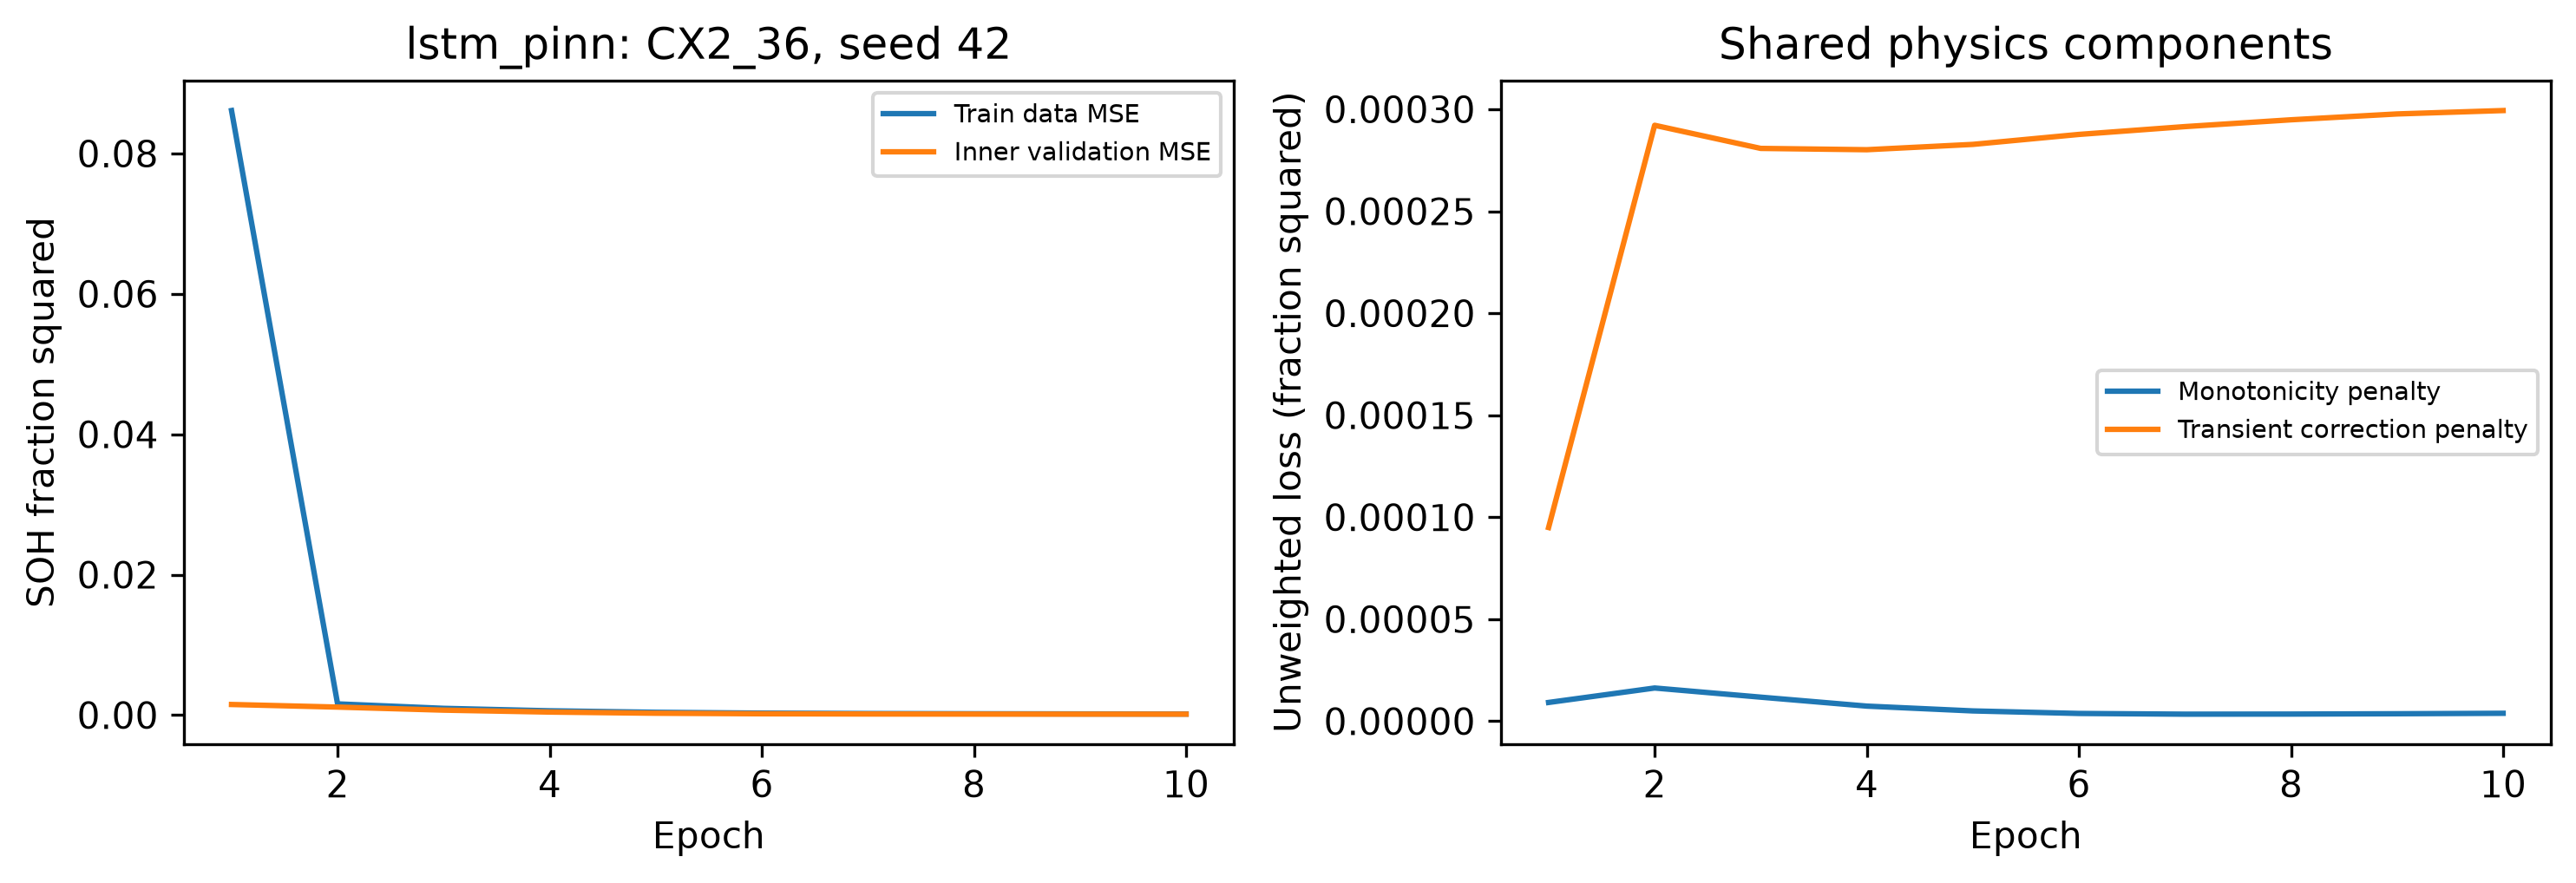 lstm_pinn: CX2_36, seed 42
SOH fraction squared
0.08
0.06
0.04
0.02
0.00
Train data MSE
Inner validation MSE
2 4 6 8 10
Epoch
Shared physics components
Unweighted loss (fraction squared)
0.00030
0.00025
0.00020
0.00015
0.00010
0.00005
0.00000
Monotonicity penalty
Transient correction penalty
2 4 6 8 10
Epoch